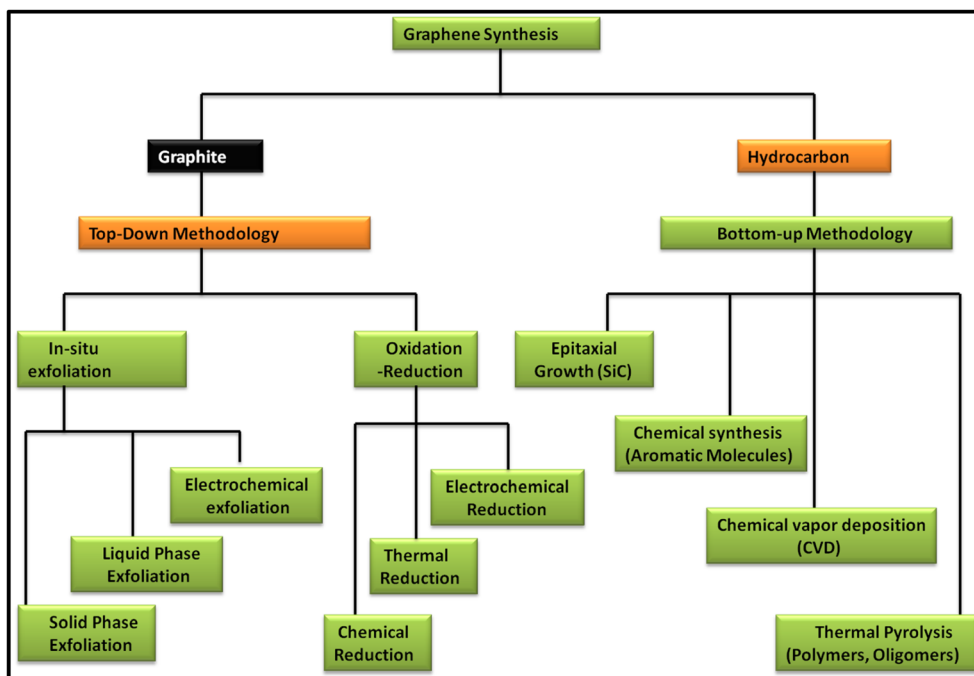 Graphene Synthesis
Graphite
Hydrocarbon
Top-Down Methodology
Bottom-up Methodology
In-situ
exfoliation
Oxidation
-Reduction
Epitaxial
Growth (SiC)
Chemical synthesis
(Aromatic Molecules)
Electrochemical
exfoliation
Electrochemical
Reduction
Chemical vapor deposition
(CVD)
Liquid Phase
Exfoliation
Thermal
Reduction
Solid Phase
Exfoliation
Chemical
Reduction
Thermal Pyrolysis
(Polymers, Oligomers)